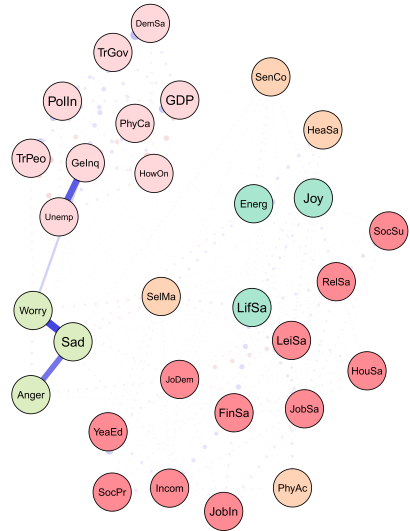 DemSa
TrGov
SenCo
PolIn
GDP
PhyCa
HeaSa
TrPeo
GeInq
HowOn
Energ
Joy
Unemp
SocSu
RelSa
SelMa
Worry
LifSa
Sad
LeiSa
HouSa
JoDem
Anger
FinSa
JobSa
YeaEd
SocPr
Incom
PhyAc
JobIn